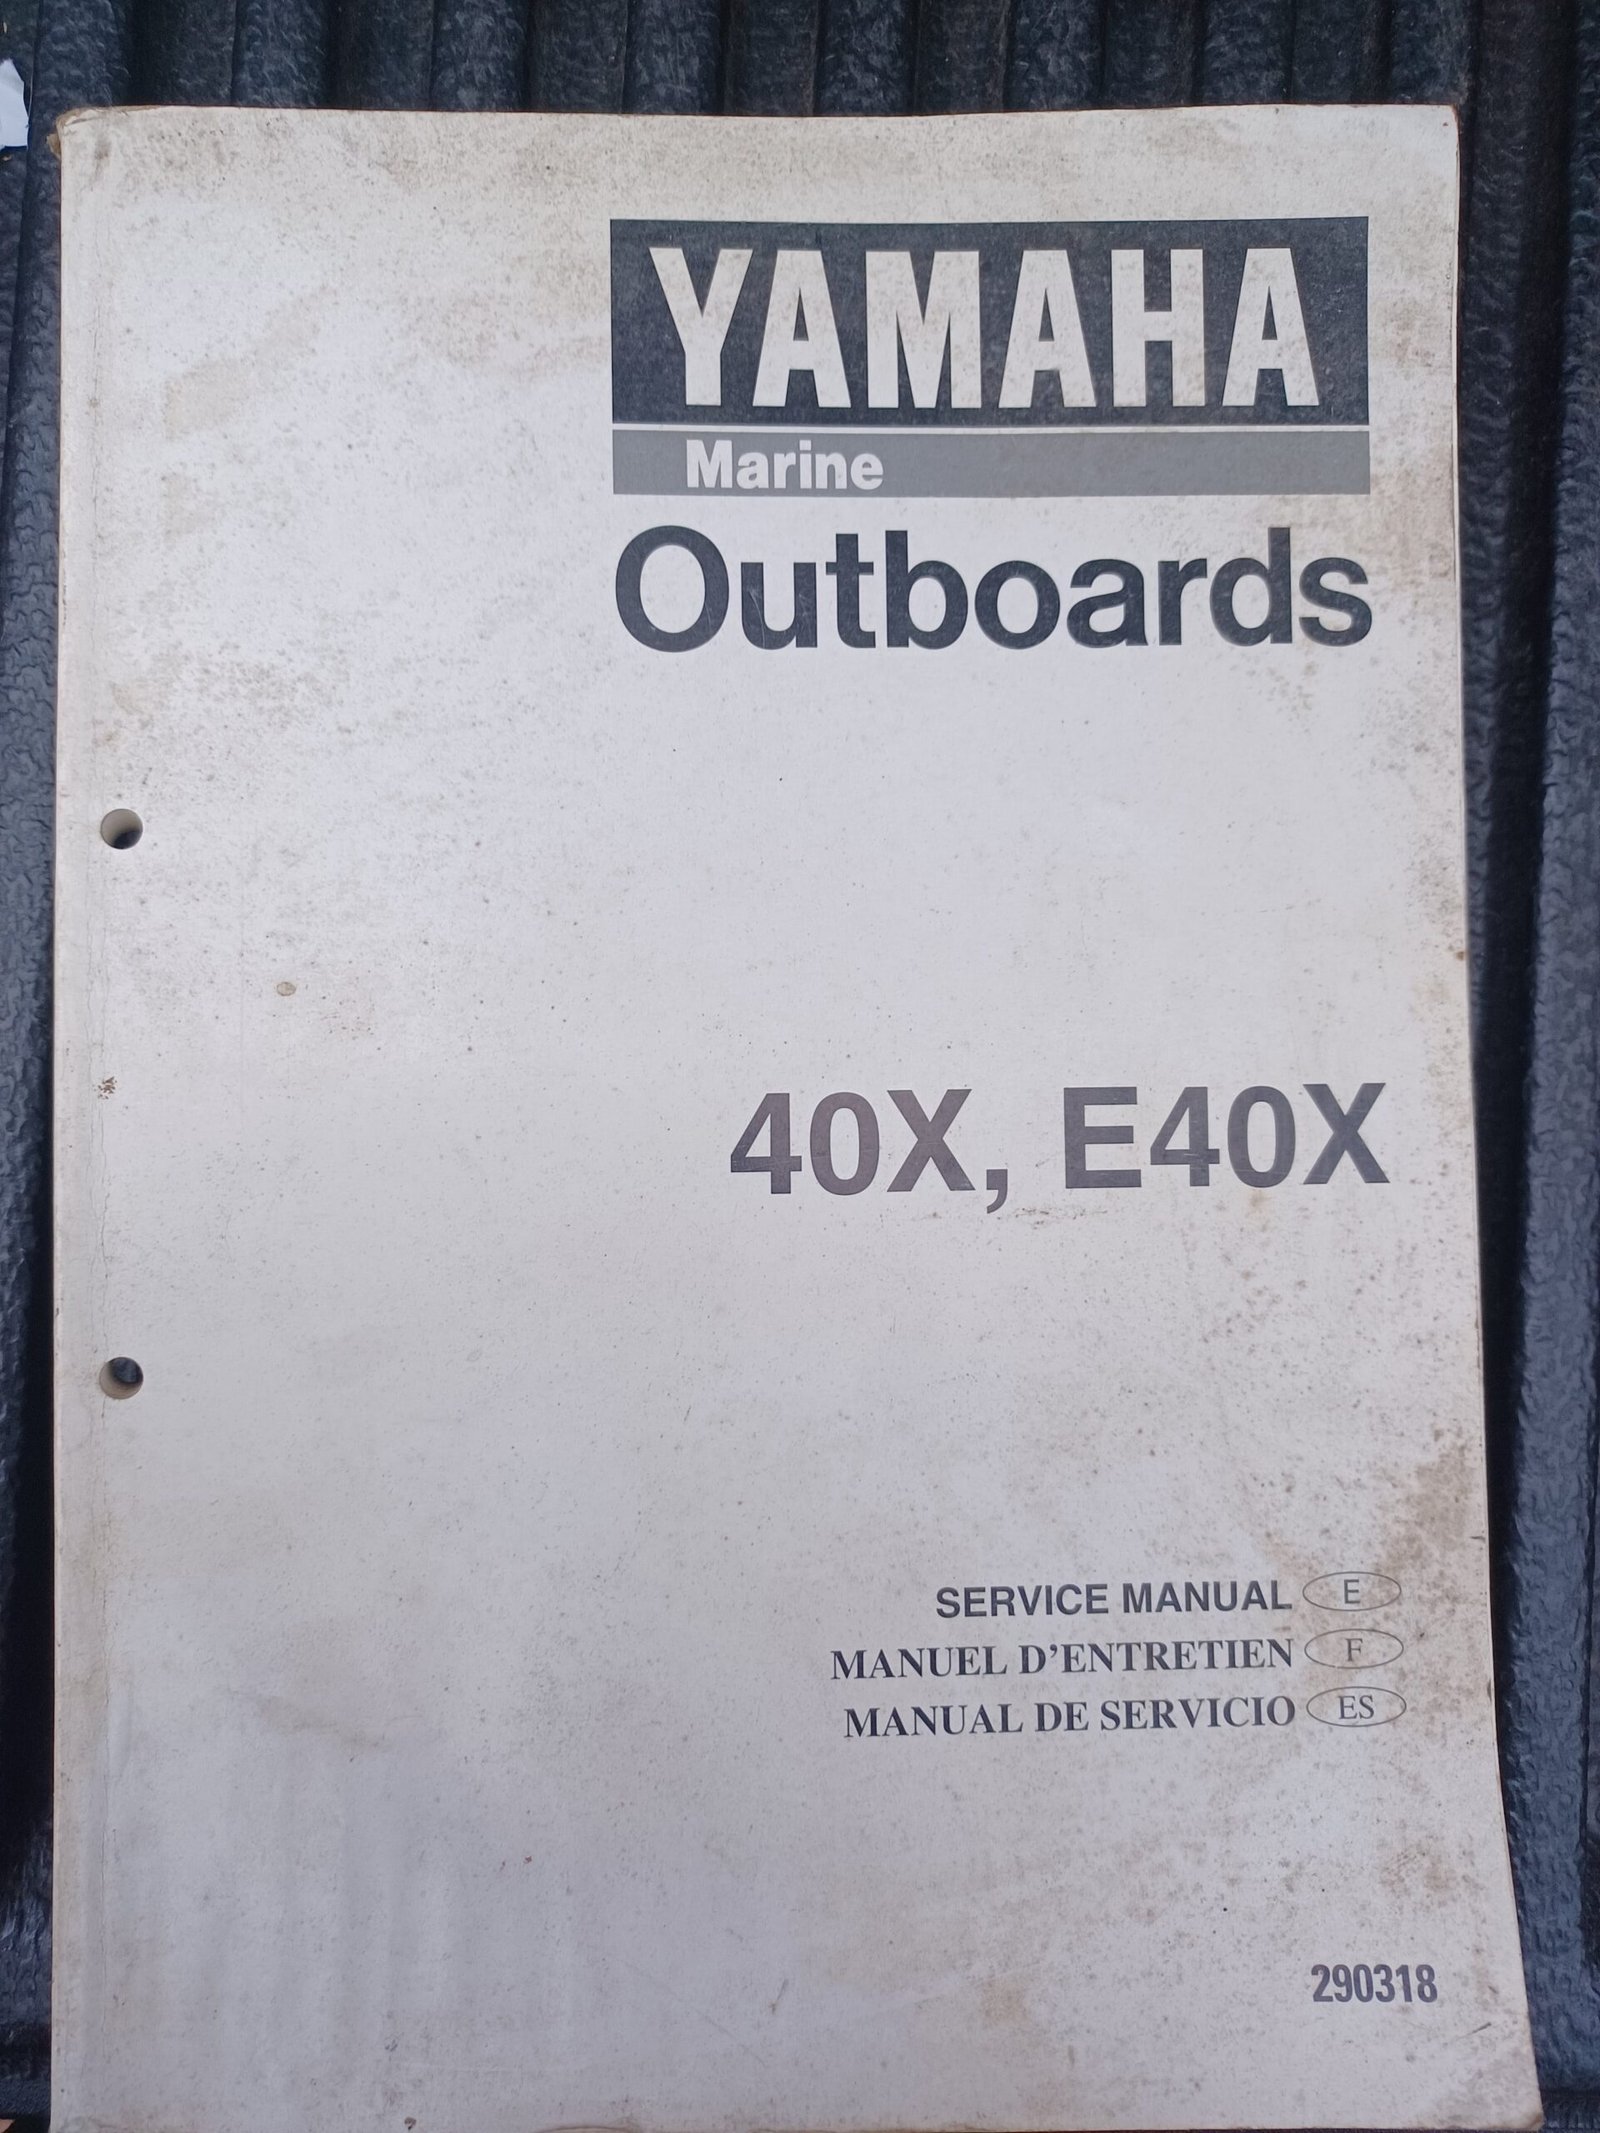 YAMAHA
Marine
Outboards
40X, E40X
SERVICE MANUAL E
MANUEL D'ENTRETIEN F
MANUAL DE SERVICIO ES
290318